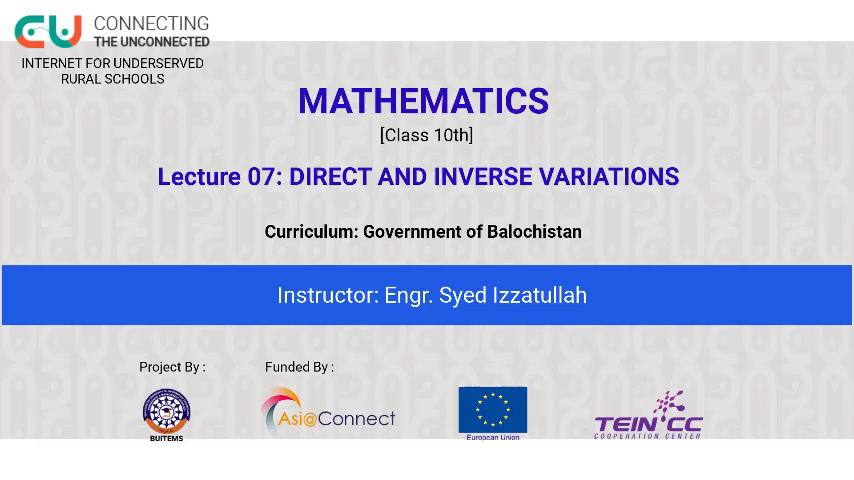 CONNECTING
THE UNCONNECTED
INTERNET FOR UNDERSERVED
RURAL SCHOOLS
MATHEMATICS
[Class 10th]
Lecture 07: DIRECT AND INVERSE VARIATIONS
Curriculum: Government of Balochistan
Instructor: Engr. Syed Izzatullah
Project By :
Funded By :
BUITEMS
Asi@Connect
European Union
TEIN*CC
COOPERATION CENTER